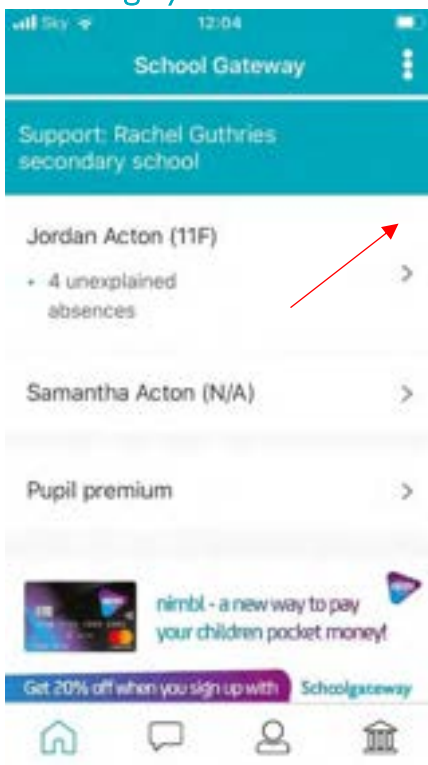 Sky 12:04
School Gateway
Support: Rachel Guthries
secondary school
Jordan Acton (11F)
• 4 unexplained
absences
Samantha Acton (N/A)
Pupil premium
nimbl - a new way to pay
your children pocket money!
Get 20% off when you sign up with Schoolgateway